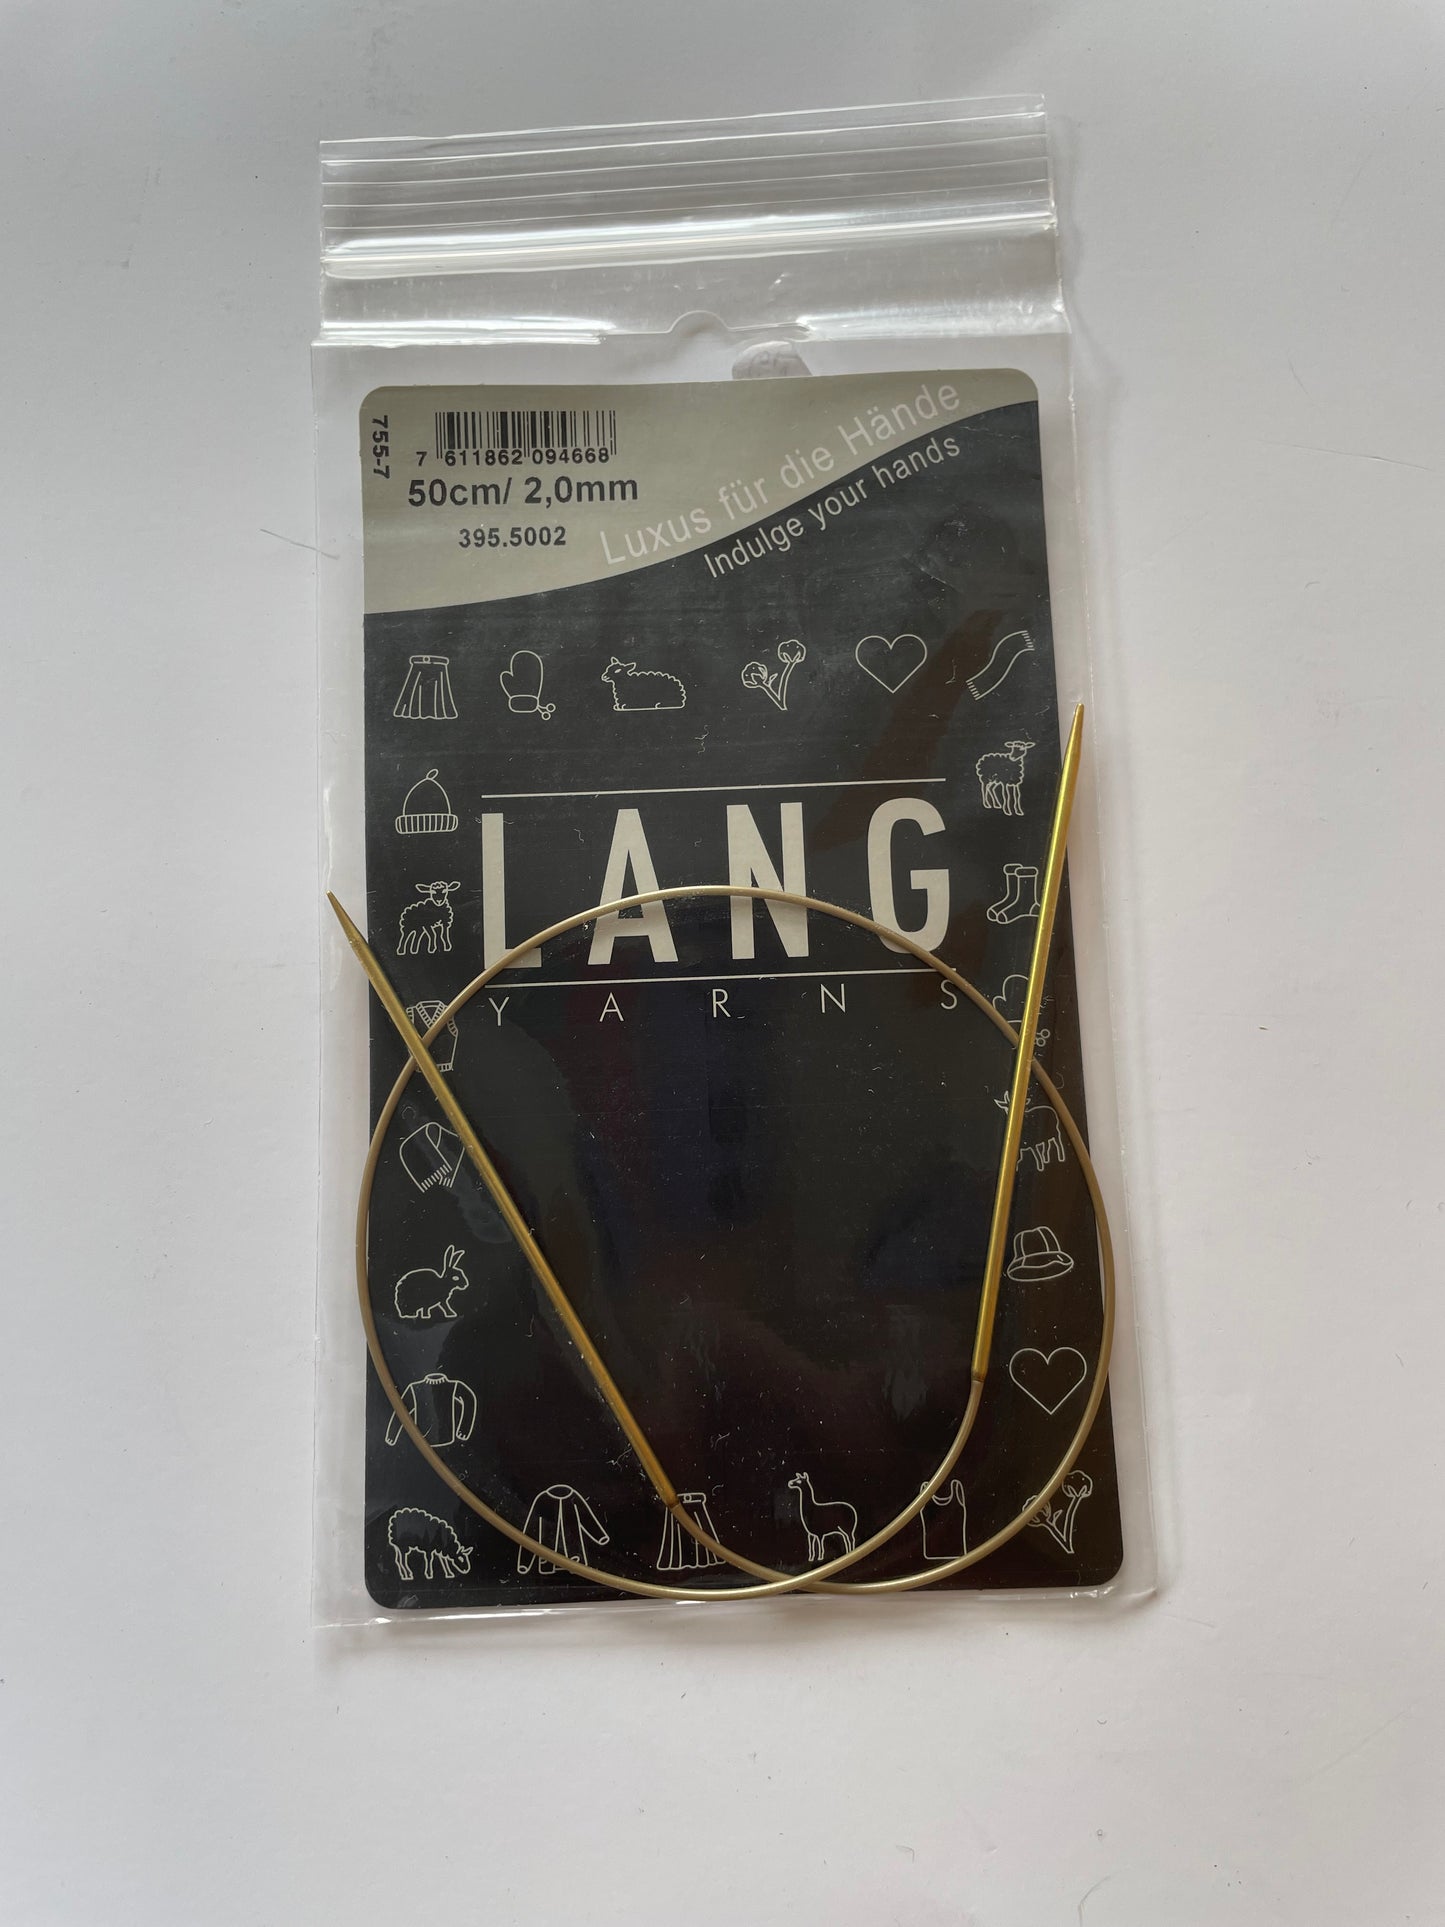 755-7
7 611862 094668
50cm/ 2,0mm
395.5002
Luxus für die Hände
Indulge your hands
LANG
YARNS